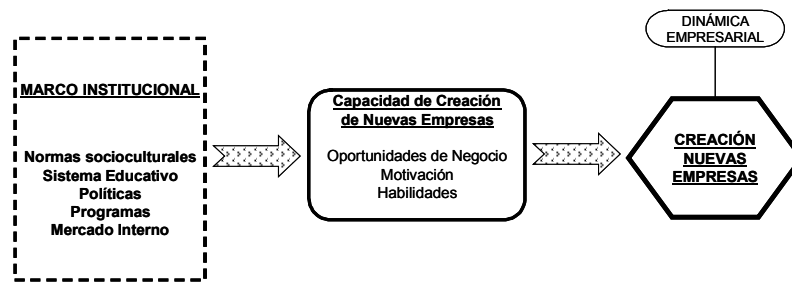 DINÁMICA
EMPRESARIAL
MARCO INSTITUCIONAL
Normas socioculturales
Sistema Educativo
Políticas
Programas
Mercado Interno
Capacidad de Creación
de Nuevas Empresas
Oportunidades de Negocio
Motivación
Habilidades
CREACIÓN
NUEVAS
EMPRESAS